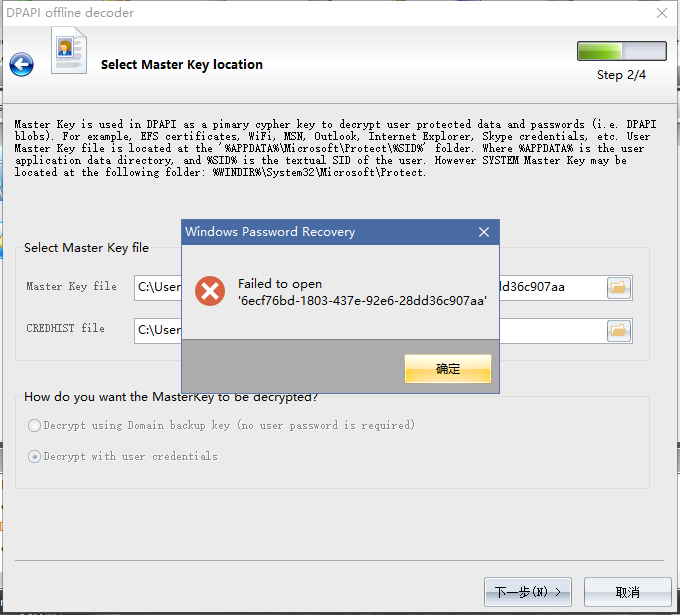 DPAPI offline decoder
Select Master Key location
Step 2/4
Master Key is used in DPAPI as a pimary cypher key to decrypt user protected data and passwords (i.e. DPAPI
blobs). For example, EFS certificates, WiFi, MSN, Outlook, Internet Explorer, Skype credentials, etc. User
Master Key file is located at the '%APPDATA%\Microsoft\Protect\%SID%' folder. Where %APPDATA% is the user
application data directory, and %SID% is the textual SID of the user. However SYSTEM Master Key may be
located at the following folder: %WINDIR%\System32\Microsoft\Protect.
Select Master Key file
Master Key file
C:\User
dd36c907aa
CREDHIST file
C:\User
Windows Password Recovery
Failed to open
'6ecf76bd-1803-437e-92e6-28dd36c907aa'
确定
How do you want the MasterKey to be decrypted?
Decrypt using Domain backup key (no user password is required)
Decrypt with user credentials
下一步(N) >
取消